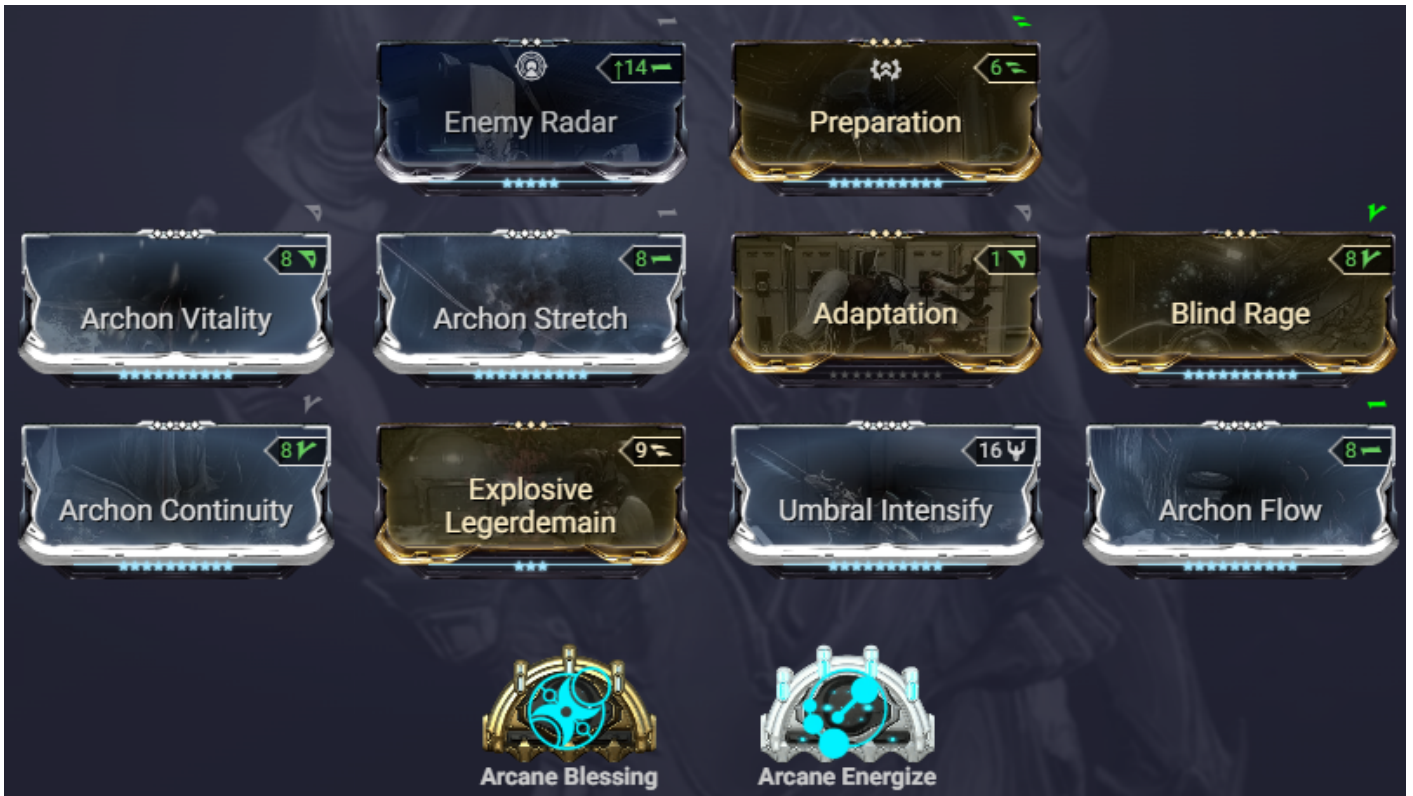 ↑14
6
Enemy Radar
Preparation
8
8
1
8
Archon Vitality
Archon Stretch
Adaptation
Blind Rage
8
9
16
8
Archon Continuity
Explosive
Legerdemain
Umbral Intensify
Archon Flow
Arcane Blessing
Arcane Energize